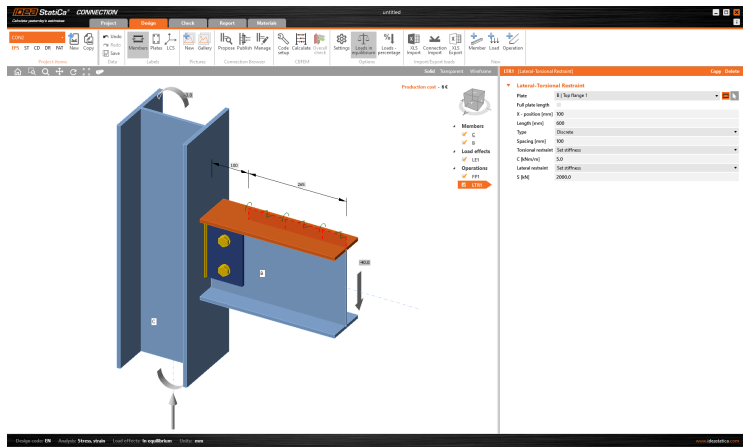 IDEA StatiCa® CONNECTION
untitled
Calculate yesterday's estimates
Project Design Check Report Materials
CON2
EPS ST CD DR FAT New Copy
Undo
Redo
Save
Members Plates LCS
New Gallery
Propose Publish Manage
Code setup Calculate Overall check
Settings Loads in equilibrium Loads - percentage
XLS Import Connection Import XLS Export
Member Load Operation
Project items Data Labels Pictures Connection Browser CBFEM Options Import/Export loads New
Solid Transparent Wireframe
Production cost - 6 €
Members
C
B
Load effects
LE1
Operations
FP1
LTR1
100
265
-40.0
B
C
LTR1 [Lateral-Torsional Restraint] Copy Delete
Lateral-Torsional Restraint
Plate B | Top flange 1
Full plate length
X - position [mm] 100
Length [mm] 600
Type Discrete
Spacing [mm] 100
Torsional restraint Set stiffness
C [kNm/m] 5.0
Lateral restraint Set stiffness
S [kN] 2000.0
Design code: EN Analysis: Stress, strain Load effects: In equilibrium Units: mm
www.ideastatica.com